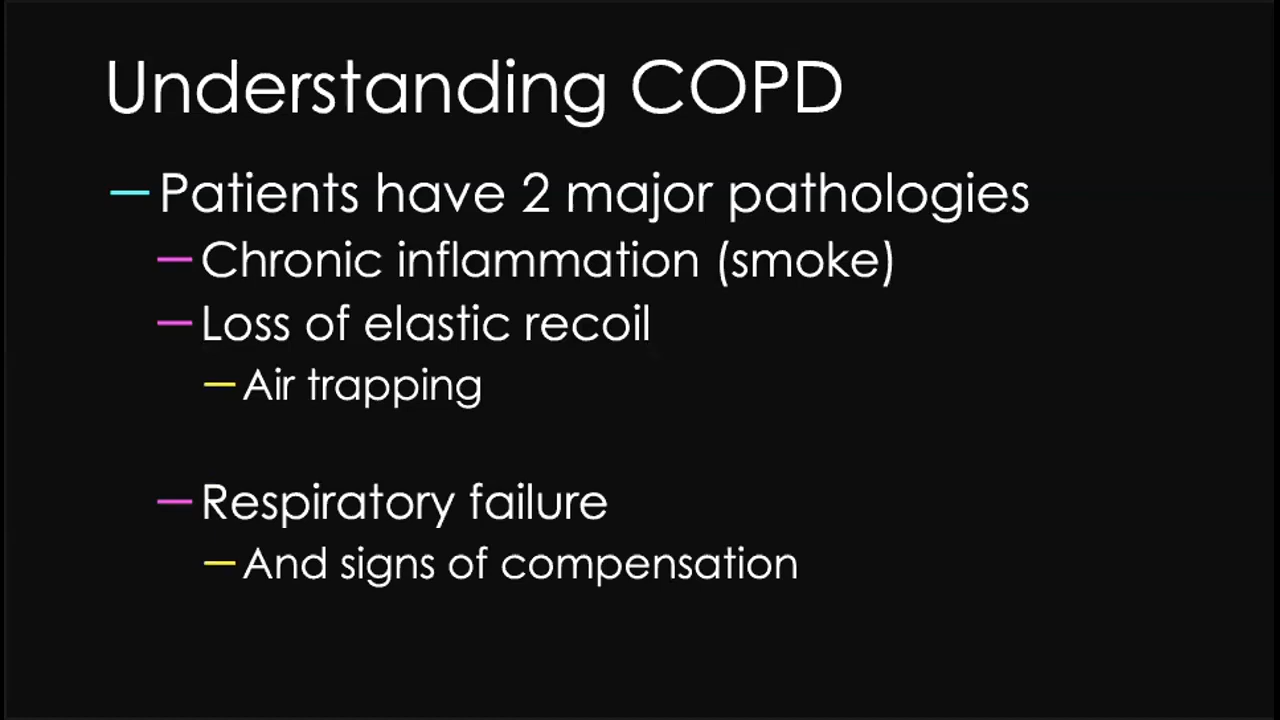 Understanding COPD
— Patients have 2 major pathologies
— Chronic inflammation (smoke)
— Loss of elastic recoil
— Air trapping
— Respiratory failure
— And signs of compensation